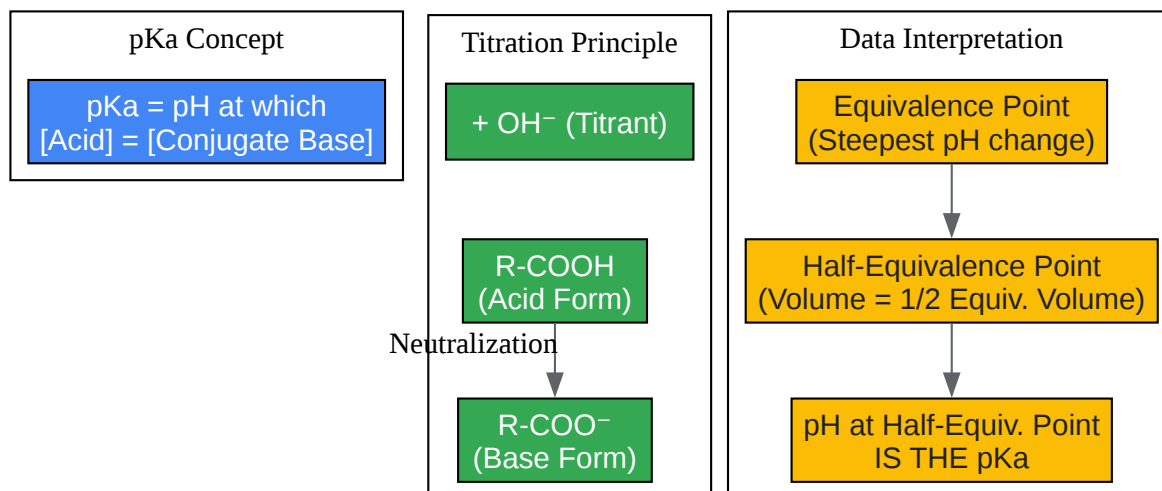 pKa Concept
pKa = pH at which
[Acid] = [Conjugate Base]
Titration Principle
+ OH⁻ (Titrant)
R-COOH
(Acid Form)
Neutralization
R-COO⁻
(Base Form)
Data Interpretation
Equivalence Point
(Steepest pH change)
Half-Equivalence Point
(Volume = 1/2 Equiv. Volume)
pH at Half-Equiv. Point
IS THE pKa